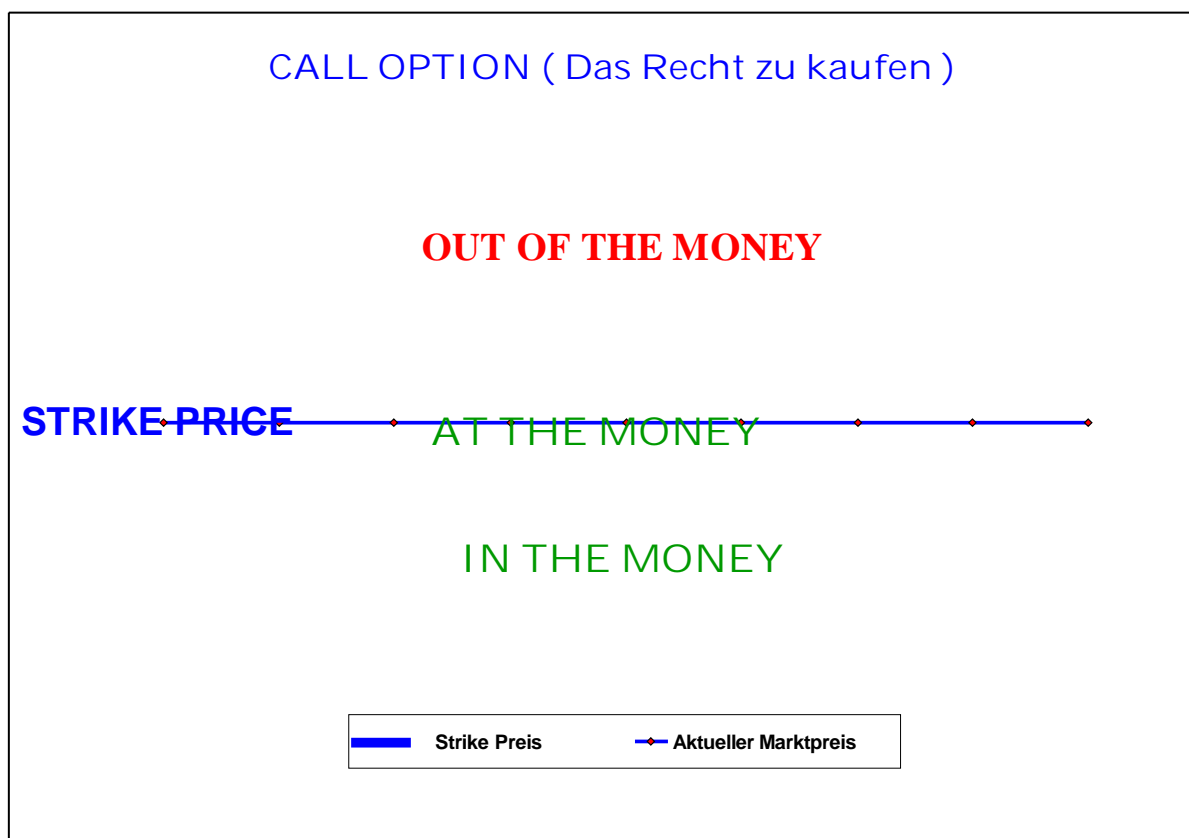 CALL OPTION ( Das Recht zu kaufen )
OUT OF THE MONEY
STRIKE PRICE
AT THE MONEY
IN THE MONEY
Strike Preis
Aktueller Marktpreis